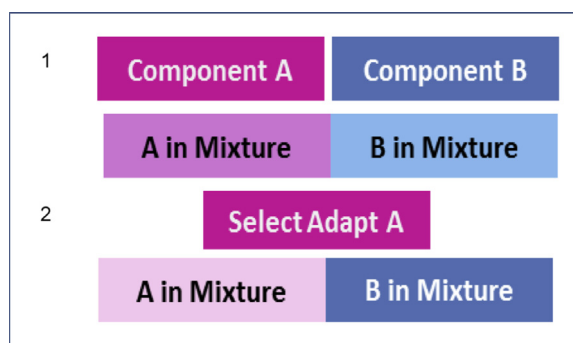 1
Component A Component B
A in Mixture B in Mixture
2
Select Adapt A
A in Mixture B in Mixture